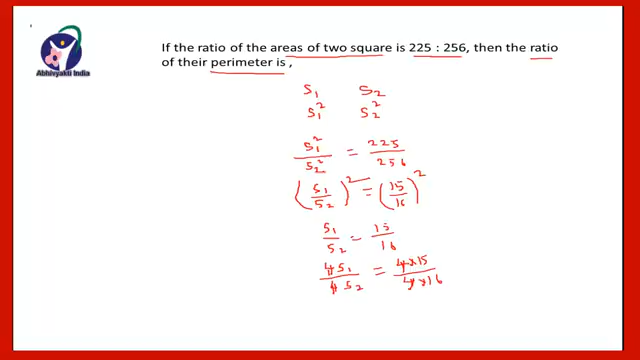 Abhivyakti India
If the ratio of the areas of two square is 225 : 256, then the ratio
of their perimeter is ,
S₁ S₂
S₁² S₂²
S₁²/S₂² = 225/256
(S₁/S₂)² = (15/16)²
S₁/S₂ = 15/16
4S₁/4S₂ = 4×15/4×16